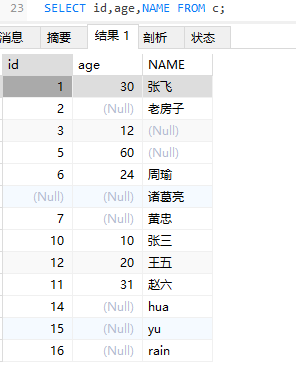 23 SELECT id,age,NAME FROM c;
消息 摘要 结果 1 剖析 状态
id age NAME
1 30 张飞
2 (Null) 老房子
3 12 (Null)
5 60 (Null)
6 24 周瑜
(Null) (Null) 诸葛亮
7 (Null) 黄忠
10 10 张三
12 20 王五
11 31 赵六
14 (Null) hua
15 (Null) yu
16 (Null) rain